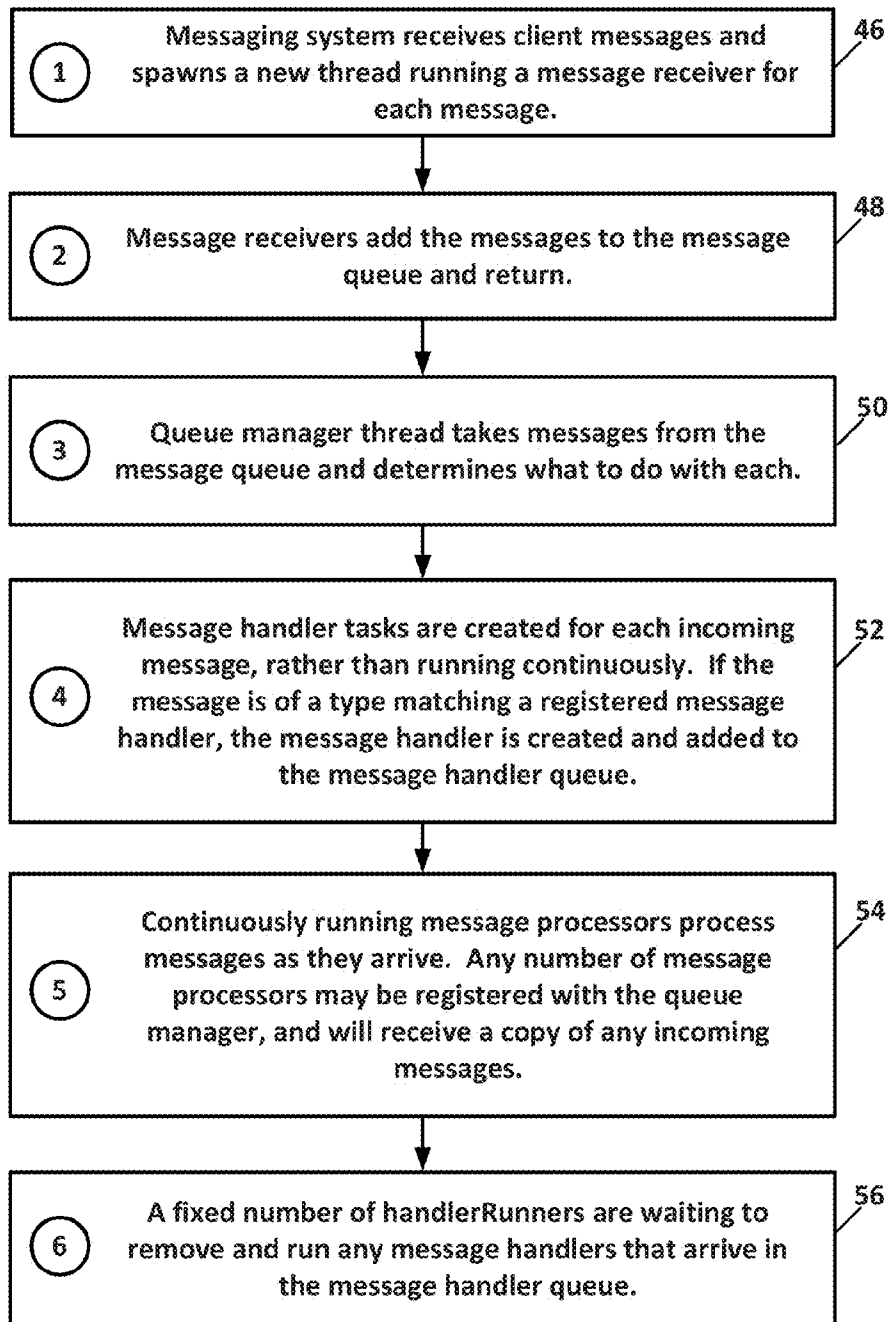 Messaging system receives client messages and
spawns a new thread running a message receiver for
each message.
1
46
Message receivers add the messages to the message
queue and return.
2
48
Queue manager thread takes messages from the
message queue and determines what to do with each.
3
50
Message handler tasks are created for each incoming
message, rather than running continuously. If the
message is of a type matching a registered message
handler, the message handler is created and added to
the message handler queue.
4
52
Continuously running message processors process
messages as they arrive. Any number of message
processors may be registered with the queue
manager, and will receive a copy of any incoming
messages.
5
54
A fixed number of handlerRunners are waiting to
remove and run any message handlers that arrive in
the message handler queue.
6
56